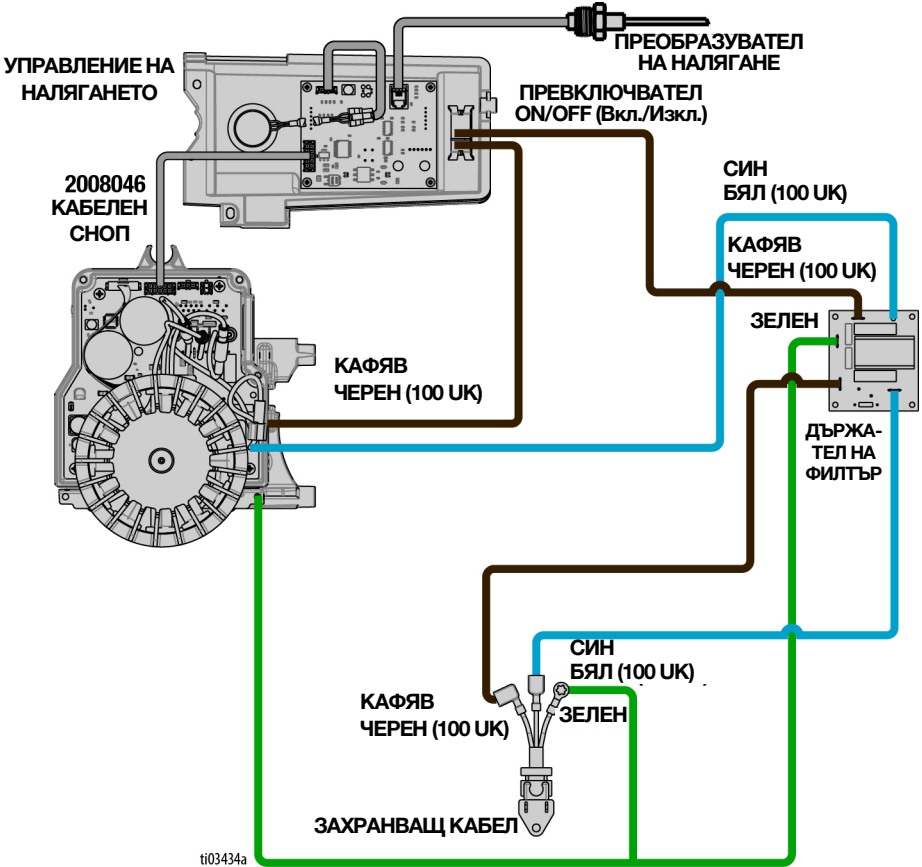 ПРЕОБРАЗУВАТЕЛ
НА НАЛЯГАНЕ
УПРАВЛЕНИЕ НА
НАЛЯГАНЕТО
ПРЕВКЛЮЧВАТЕЛ
ON/OFF (Вкл./Изкл.)
2008046
КАБЕЛЕН
СНОП
СИН
БЯЛ (100 UK)
КАФЯВ
ЧЕРЕН (100 UK)
ЗЕЛЕН
КАФЯВ
ЧЕРЕН (100 UK)
ДЪРЖА-
ТЕЛ НА
ФИЛТЪР
СИН
БЯЛ (100 UK)
КАФЯВ
ЧЕРЕН (100 UK)
ЗЕЛЕН
ЗАХРАНВАЩ КАБЕЛ
ti03434a